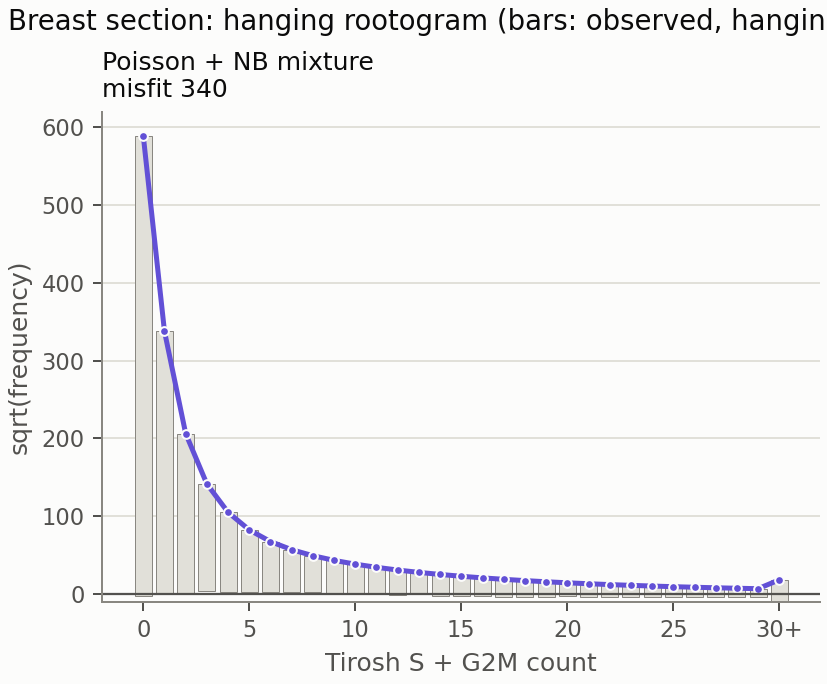 Breast section: hanging rootogram (bars: observed, hangin
Poisson + NB mixture
misfit 340
600
500
400
300
200
100
0
sqrt(frequency)
0 5 10 15 20 25 30+
Tirosh S + G2M count